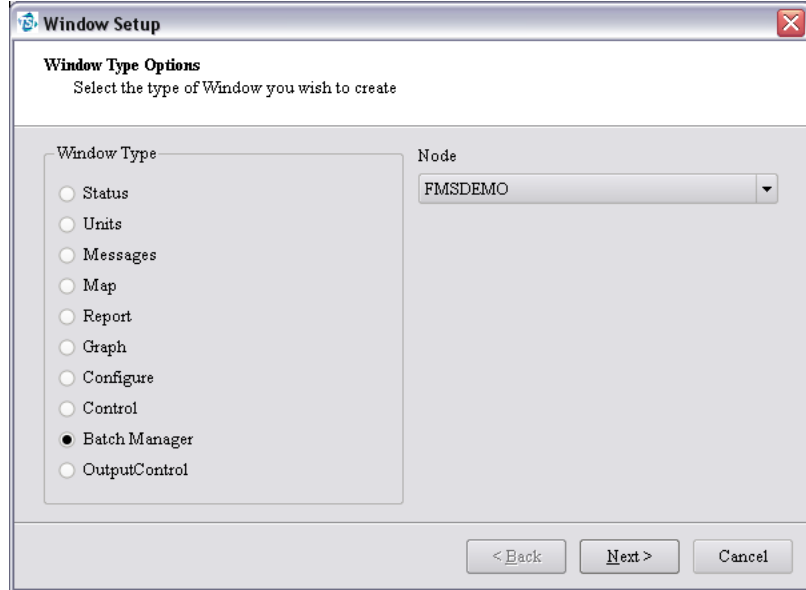 TS
Window Setup
Window Type Options
Select the type of Window you wish to create
Window Type
Status
Units
Messages
Map
Report
Graph
Configure
Control
Batch Manager
OutputControl
Node
FMSDEMO
< Back
Next >
Cancel